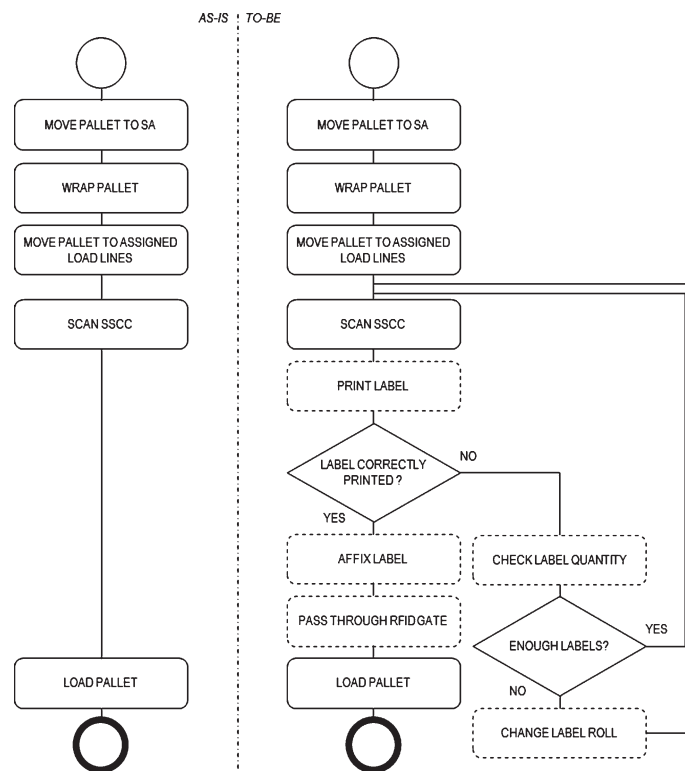 AS-IS
TO-BE
MOVE PALLET TO SA
WRAP PALLET
MOVE PALLET TO ASSIGNED
LOAD LINES
SCAN SSCC
LOAD PALLET
MOVE PALLET TO SA
WRAP PALLET
MOVE PALLET TO ASSIGNED
LOAD LINES
SCAN SSCC
PRINT LABEL
LABEL CORRECTLY
PRINTED ?
NO
YES
AFFIX LABEL
CHECK LABEL QUANTITY
PASS THROUGH RFID GATE
ENOUGH LABELS?
YES
LOAD PALLET
NO
CHANGE LABEL ROLL